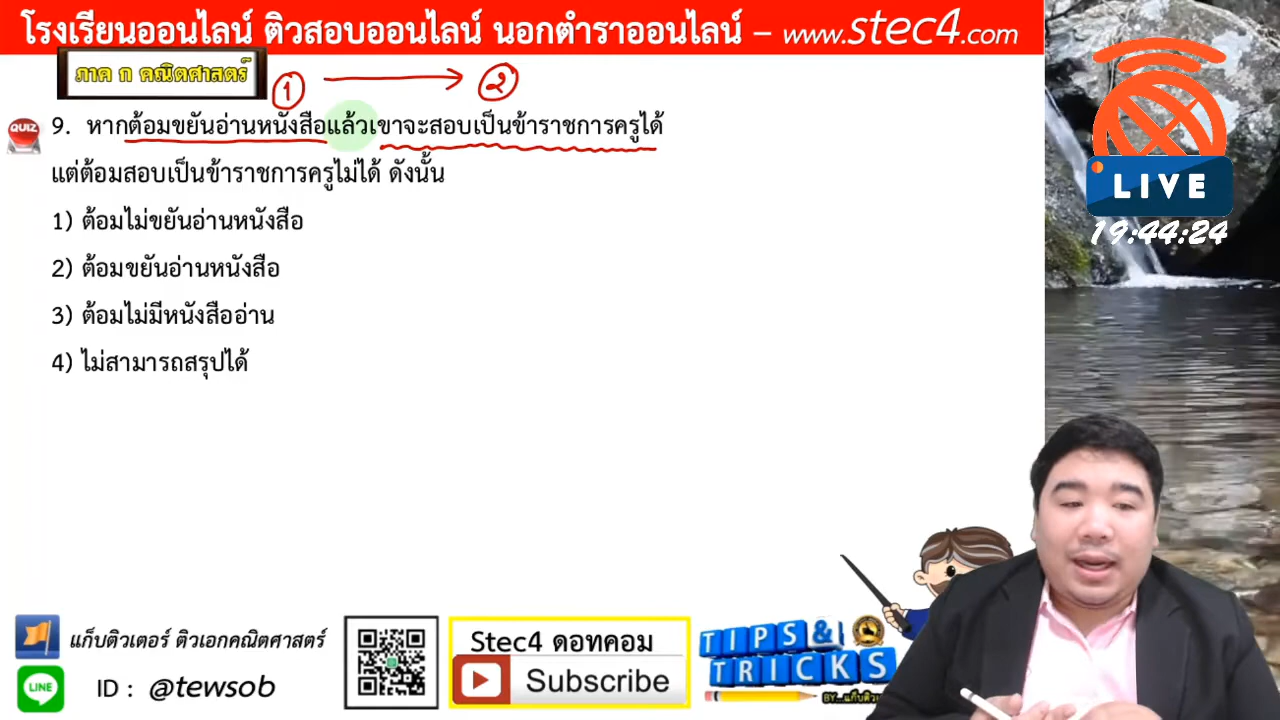 โรงเรียนออนไลน์ ติวสอบออนไลน์ นอกตำราออนไลน์ – www.stec4.com
ภาค ก คณิตศาสตร์
1 2
QUIZ
9. หากต้อมขยันอ่านหนังสือแล้วเขาจะสอบเป็นข้าราชการครูได้
แต่ต้อมสอบเป็นข้าราชการครูไม่ได้ ดังนั้น
1) ต้อมไม่ขยันอ่านหนังสือ
2) ต้อมขยันอ่านหนังสือ
3) ต้อมไม่มีหนังสืออ่าน
4) ไม่สามารถสรุปได้
LIVE
19:44:24
แก็บติวเตอร์ ติวเอกคณิตศาสตร์
LINE
ID : @tewsob
Stec4 ดอทคอม
Subscribe
TIPS &
TRICKS